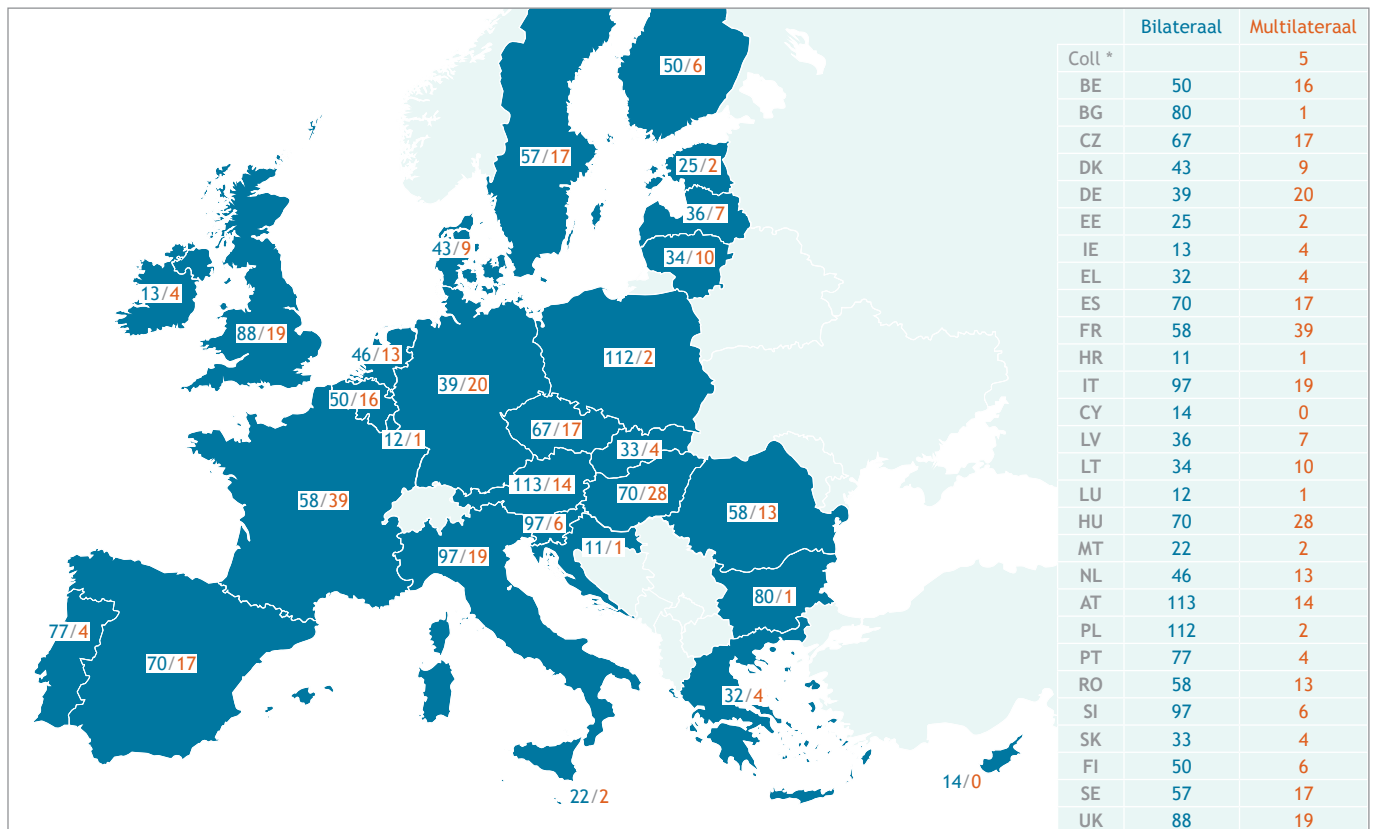 50/6
57/17
25/2
36/7
43/9
34/10
13/4
88/19
46/13
112/2
39/20
50/16
67/17
12/1
33/4
113/14
70/28
58/39
58/13
97/6
11/1
97/19
80/1
77/4
70/17
32/4
14/0
22/2
Bilateraal Multilateraal
Coll * 5
BE 50 16
BG 80 1
CZ 67 17
DK 43 9
DE 39 20
EE 25 2
IE 13 4
EL 32 4
ES 70 17
FR 58 39
HR 11 1
IT 97 19
CY 14 0
LV 36 7
LT 34 10
LU 12 1
HU 70 28
MT 22 2
NL 46 13
AT 113 14
PL 112 2
PT 77 4
RO 58 13
SI 97 6
SK 33 4
FI 50 6
SE 57 17
UK 88 19